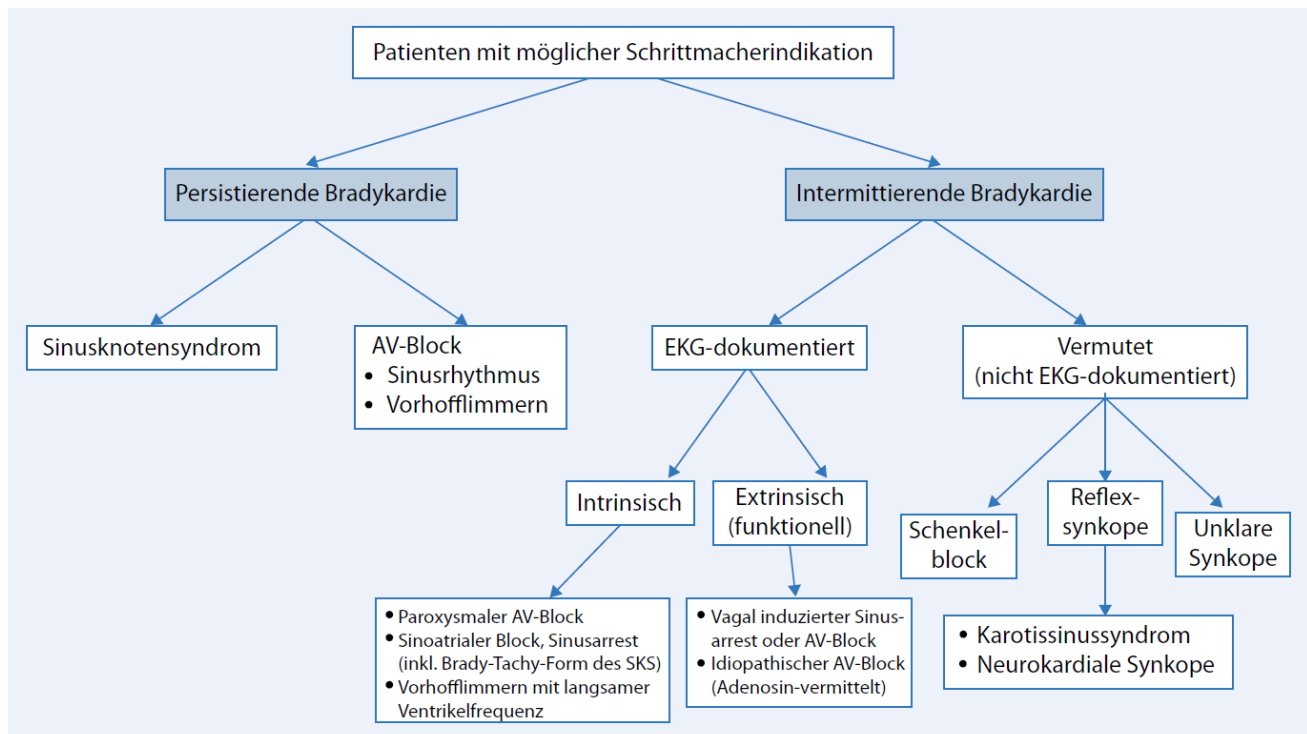 Patienten mit möglicher Schrittmacherindikation
Persistierende Bradykardie
Intermittierende Bradykardie
Sinusknotensyndrom
AV-Block
• Sinusrhythmus
• Vorhofflimmern
EKG-dokumentiert
Vermutet
(nicht EKG-dokumentiert)
Intrinsisch
Extrinsisch
(funktionell)
Schenkel-
block
Reflex-
synkope
Unklare
Synkope
• Paroxysmaler AV-Block
• Sinoatrialer Block, Sinusarrest
(inkl. Brady-Tachy-Form des SKS)
• Vorhofflimmern mit langsamer
Ventrikelfrequenz
• Vagal induzierter Sinus-
arrest oder AV-Block
• Idiopathischer AV-Block
(Adenosin-vermittelt)
• Karotissinussyndrom
• Neurokardiale Synkope